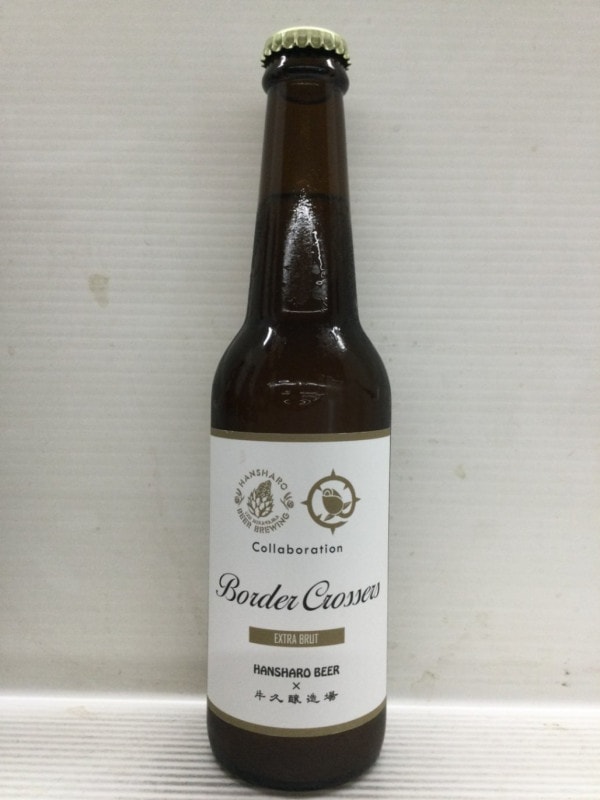 HANSHARO
BEER BREWING
Collaboration
Border Crossers
EXTRA BRUT
HANSHARO BEER
×
牛久醸造場